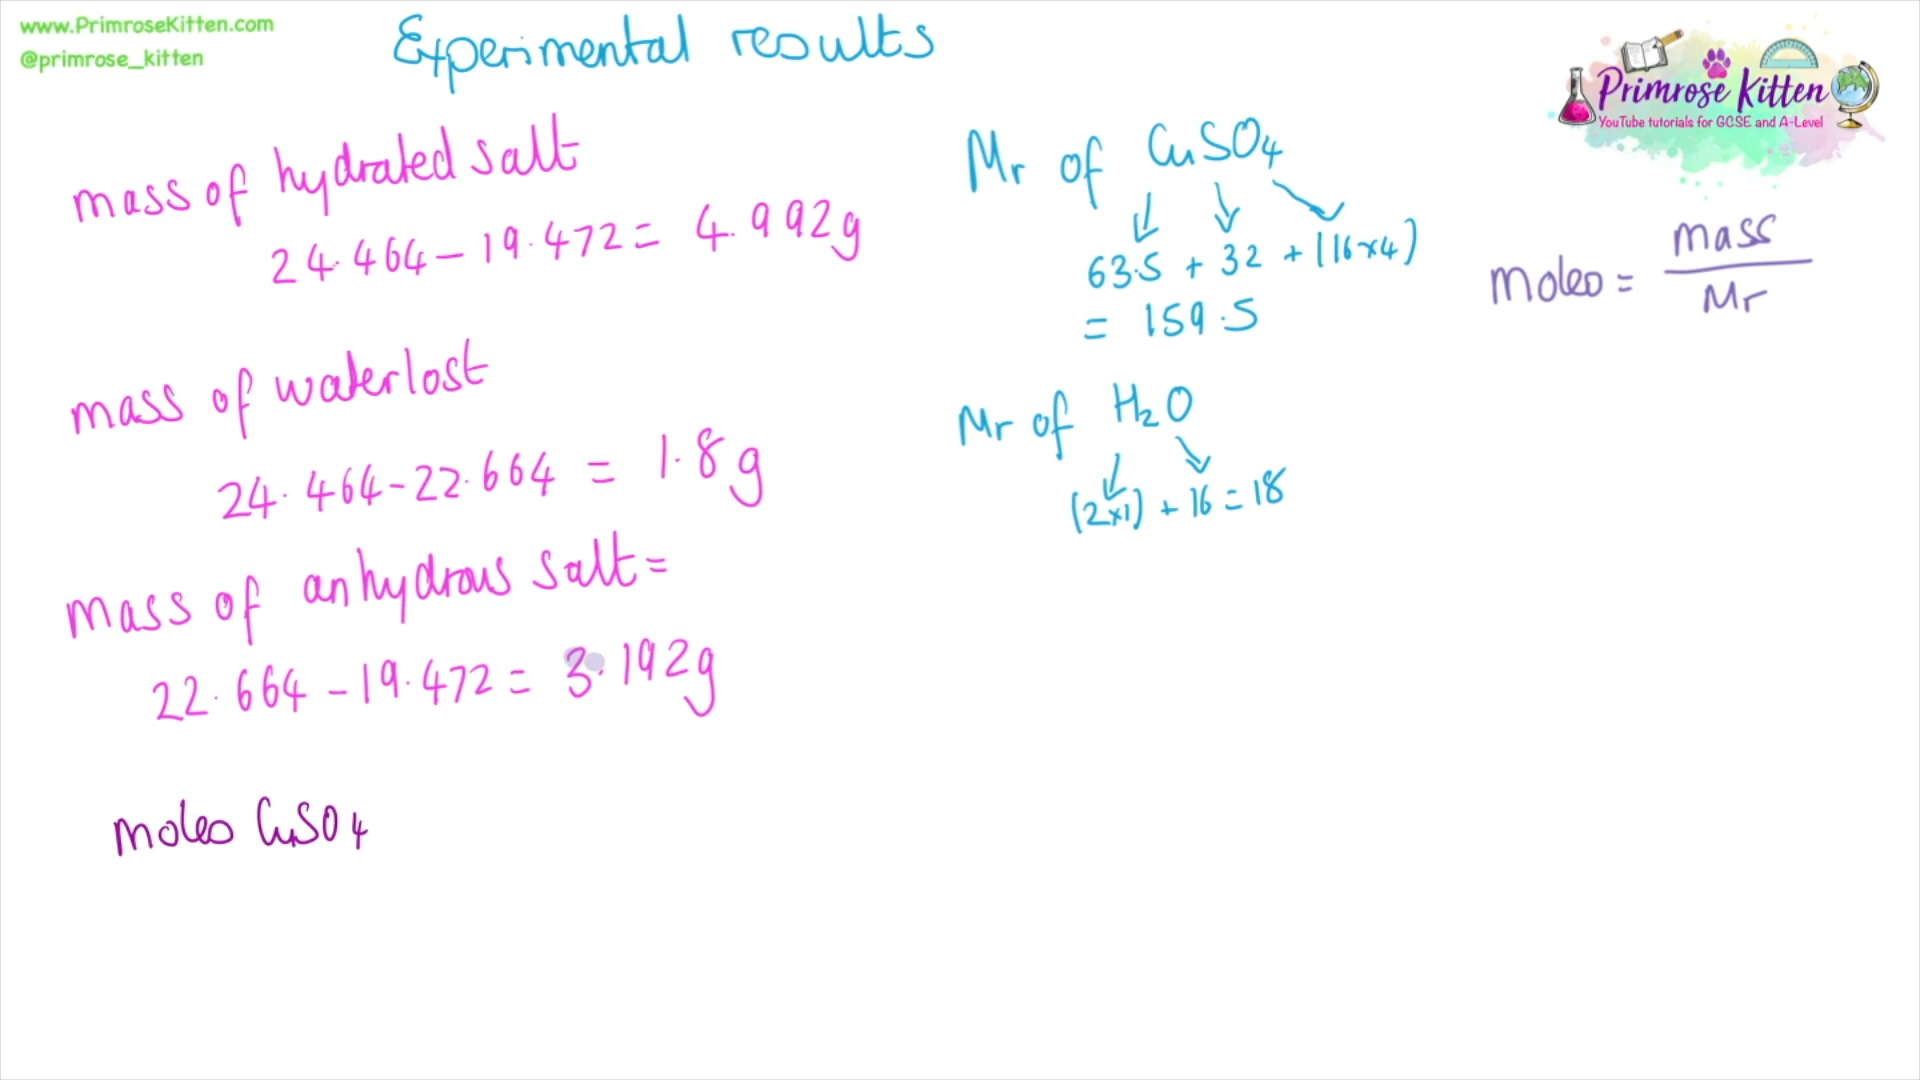 www.PrimroseKitten.com
@primrose_kitten
Experimental results
Primrose Kitten
YouTube tutorials for GCSE and A-Level
mass of hydrated salt
24.464 - 19.472 = 4.992g
mass of water lost
24.464 - 22.664 = 1.8g
mass of anhydrous salt =
22.664 - 19.472 = 3.192g
moles CuSO4
Mr of CuSO4
63.5 + 32 + (16x4)
= 159.5
Mr of H2O
(2x1) + 16 = 18
moles = mass
Mr